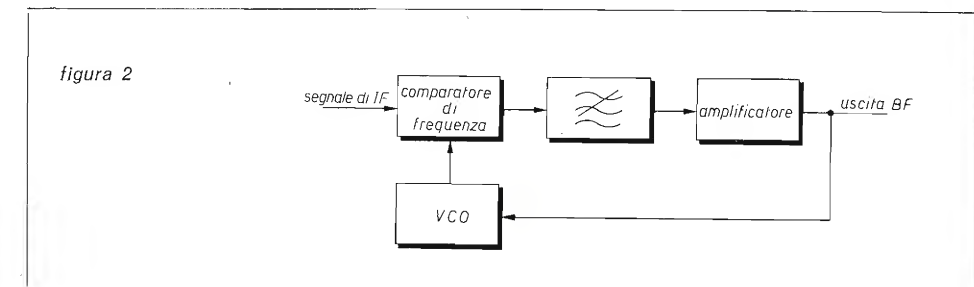 figura 2
segnale di IF
comparatore
di
frequenza
amplificatore
uscita BF
VCO